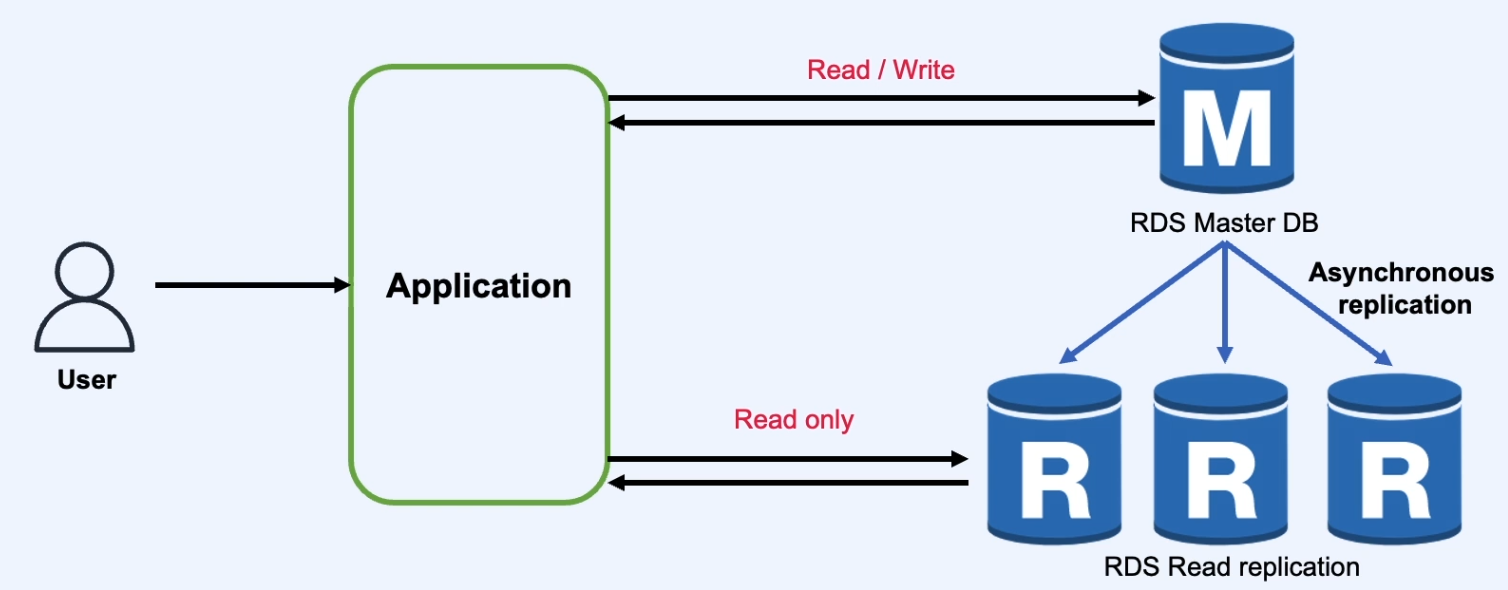 Read / Write
M
RDS Master DB
Asynchronous
replication
Application
User
Read only
R
R
R
RDS Read replication